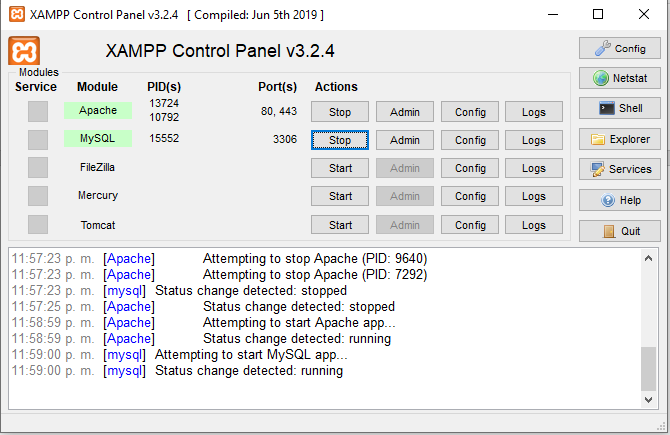 XAMPP Control Panel v3.2.4 [ Compiled: Jun 5th 2019 ]
XAMPP Control Panel v3.2.4
Config
Modules
Service Module PID(s) Port(s) Actions
Netstat
Apache 13724 10792 80, 443 Stop Admin Config Logs
Shell
MySQL 15552 3306 Stop Admin Config Logs
Explorer
FileZilla Start Admin Config Logs
Services
Mercury Start Admin Config Logs
Help
Tomcat Start Admin Config Logs
Quit
11:57:23 p. m. [Apache] Attempting to stop Apache (PID: 9640)
11:57:23 p. m. [Apache] Attempting to stop Apache (PID: 7292)
11:57:23 p. m. [mysql] Status change detected: stopped
11:57:25 p. m. [Apache] Status change detected: stopped
11:58:59 p. m. [Apache] Attempting to start Apache app...
11:58:59 p. m. [Apache] Status change detected: running
11:59:00 p. m. [mysql] Attempting to start MySQL app...
11:59:00 p. m. [mysql] Status change detected: running